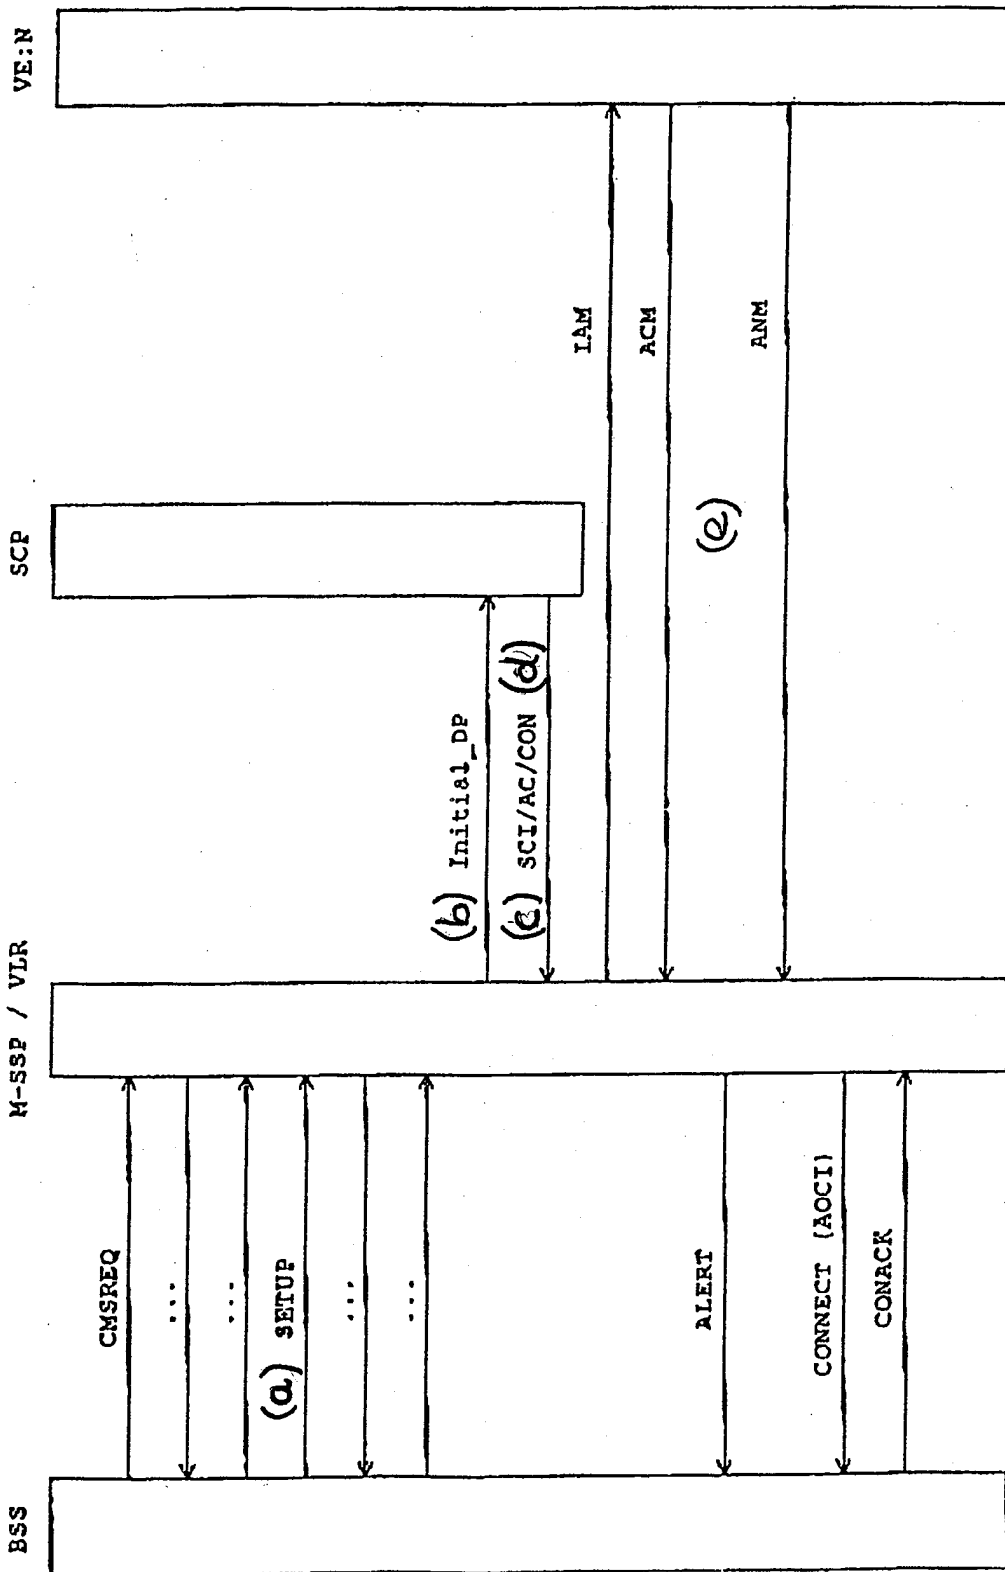 BSS
M-SSP / VLR
SCP
VE:N
CMSREQ
...
...
(a) SETUP
...
...
(b) Initial_DP
(c) SCI/AC/CON (d)
IAM
ACM
(e)
ALERT
ANM
CONNECT (AOCI)
CONACK